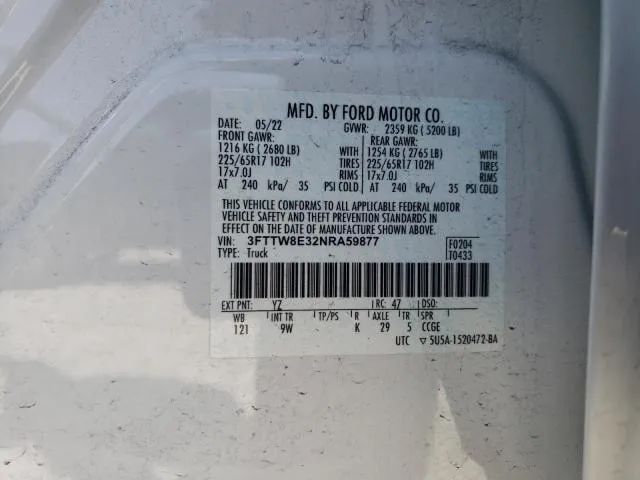 MFD. BY FORD MOTOR CO.
DATE: 05/22 GVWR: 2359 KG ( 5200 LB)
FRONT GAWR: REAR GAWR:
1216 KG ( 2680 LB) WITH 1254 KG ( 2765 LB) WITH
225/65R17 102H TIRES 225/65R17 102H TIRES
17x7.0J RIMS 17x7.0J RIMS
AT 240 kPa/ 35 PSI COLD AT 240 kPa/ 35 PSI COLD
THIS VEHICLE CONFORMS TO ALL APPLICABLE FEDERAL MOTOR
VEHICLE SAFETY AND THEFT PREVENTION STANDARDS IN
EFFECT ON THE DATE OF MANUFACTURE SHOWN ABOVE.
VIN: 3FTTW8E32NRA59877 F0204
TYPE: Truck T0433
EXT PNT: YZ RC: 47 DSO:
WB INT TR TP/PS R AXLE TR SPR
121 9W K 29 5 CCGE
UTC ▽ 5U5A-1520472-BA